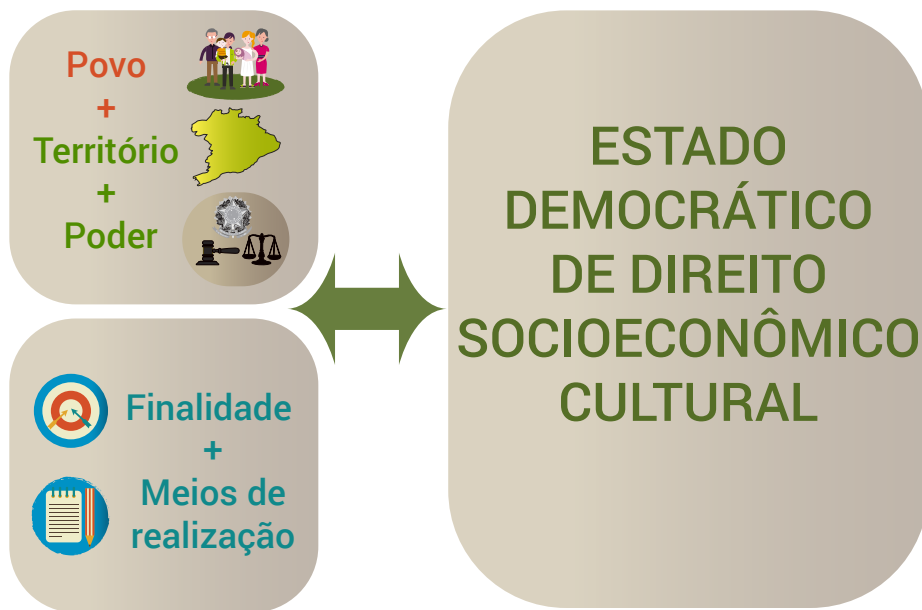 Povo
+
Território
+
Poder
Finalidade
+
Meios de
realização
ESTADO
DEMOCRÁTICO
DE DIREITO
SOCIOECONÔMICO
CULTURAL